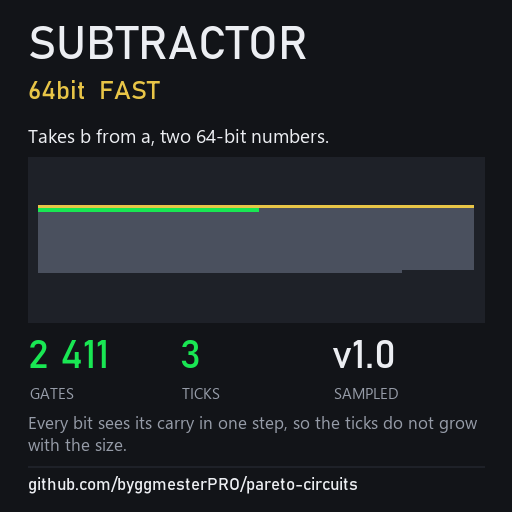 SUBTRACTOR
64bit FAST
Takes b from a, two 64-bit numbers.
2 411 3 v1.0
GATES TICKS SAMPLED
Every bit sees its carry in one step, so the ticks do not grow
with the size.
github.com/byggmesterPRO/pareto-circuits